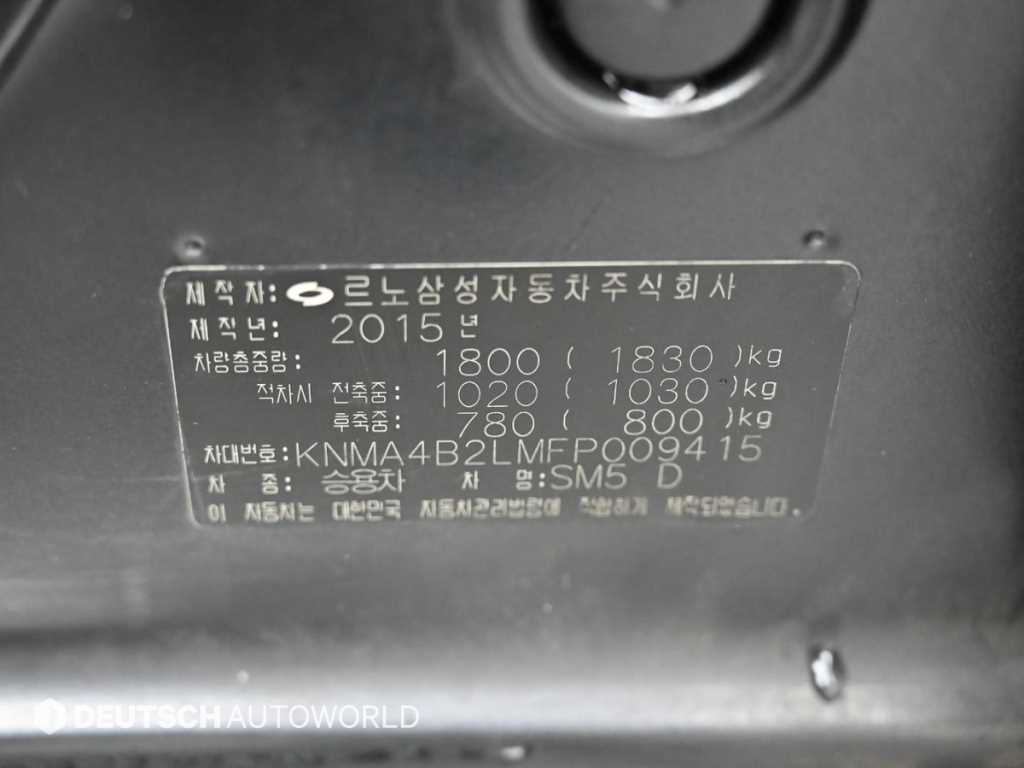 제작자: 르노삼성자동차주식회사
제작년: 2015년
차량총중량: 1800 ( 1830 )kg
적차시 전축중: 1020 ( 1030 )kg
후축중: 780 ( 800 )kg
차대번호: KNMA4B2LMFP009415
차 종: 승용차 차 명: SM5 D
이 자동차는 대한민국 자동차관리법령에 적합하게 제작되었습니다.
DEUTSCH AUTOWORLD